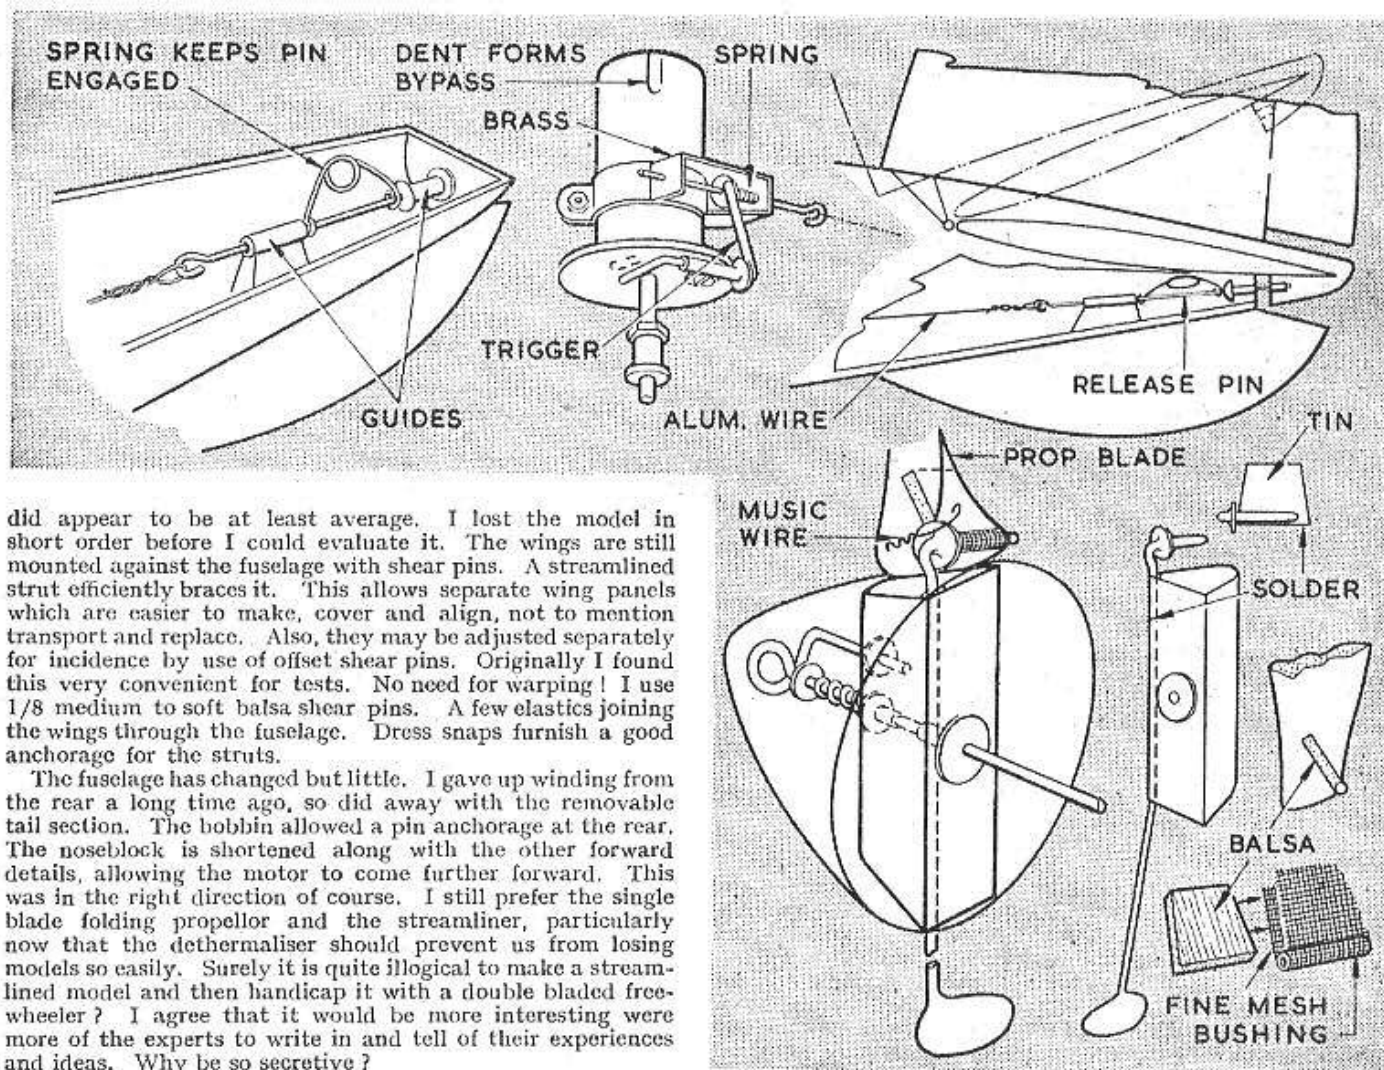 SPRING KEEPS PIN
ENGAGED
DENT FORMS
BYPASS
SPRING
BRASS
TRIGGER
GUIDES
ALUM. WIRE
RELEASE PIN
TIN
PROP BLADE
MUSIC
WIRE
SOLDER
BALSA
FINE MESH
BUSHING
did appear to be at least average. I lost the model in
short order before I could evaluate it. The wings are still
mounted against the fuselage with shear pins. A streamlined
strut efficiently braces it. This allows separate wing panels
which are easier to make, cover and align, not to mention
transport and replace. Also, they may be adjusted separately
for incidence by use of offset shear pins. Originally I found
this very convenient for tests. No need for warping ! I use
1/8 medium to soft balsa shear pins. A few elastics joining
the wings through the fuselage. Dress snaps furnish a good
anchorage for the struts.
The fuselage has changed but little. I gave up winding from
the rear a long time ago, so did away with the removable
tail section. The bobbin allowed a pin anchorage at the rear.
The noseblock is shortened along with the other forward
details, allowing the motor to come further forward. This
was in the right direction of course. I still prefer the single
blade folding propellor and the streamliner, particularly
now that the dethermaliser should prevent us from losing
models so easily. Surely it is quite illogical to make a stream-
lined model and then handicap it with a double bladed free-
wheeler ? I agree that it would be more interesting were
more of the experts to write in and tell of their experiences
and ideas. Why be so secretive ?